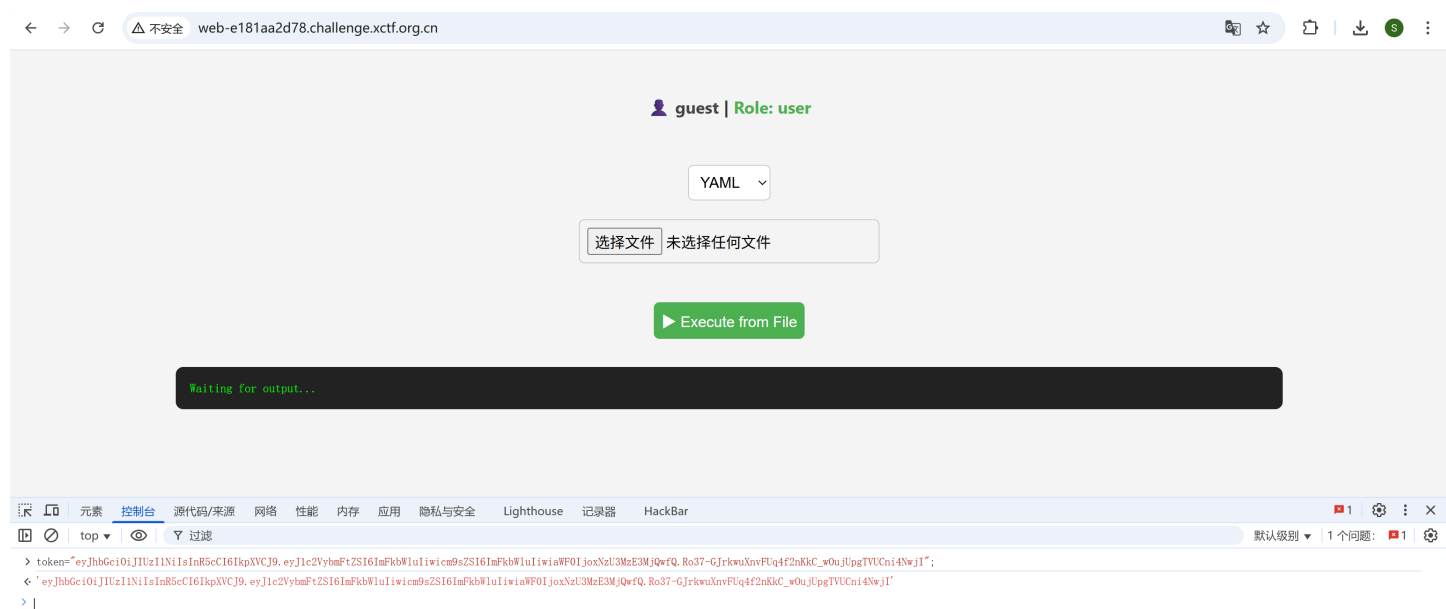 不安全 web-e181aa2d78.challenge.xctf.org.cn S
guest | Role: user
YAML
选择文件 未选择任何文件
▶ Execute from File
Waiting for output...
元素 控制台 源代码/来源 网络 性能 内存 应用 隐私与安全 Lighthouse 记录器 HackBar 1
top ▾ 过滤 默认级别 ▾ 1 个问题: 1
> token="eyJhbGciOiJIUzI1NiIsInR5cCI6IkpXVCJ9.eyJ1c2VybmFtZSI6ImFkbWluIiwicm9sZSI6ImFkbWluIiwiaWF0IjoxNzU3MzE3MjQwfQ.Ro37-GJrkwuXnvFUq4f2nKkC_wOujUpgTVUCni4NwjI";
'eyJhbGciOiJIUzI1NiIsInR5cCI6IkpXVCJ9.eyJ1c2VybmFtZSI6ImFkbWluIiwicm9sZSI6ImFkbWluIiwiaWF0IjoxNzU3MzE3MjQwfQ.Ro37-GJrkwuXnvFUq4f2nKkC_wOujUpgTVUCni4NwjI'
>